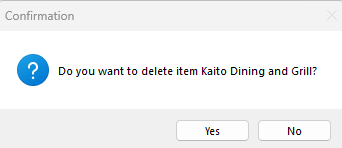 Confirmation
Do you want to delete item Kaito Dining and Grill?
Yes
No